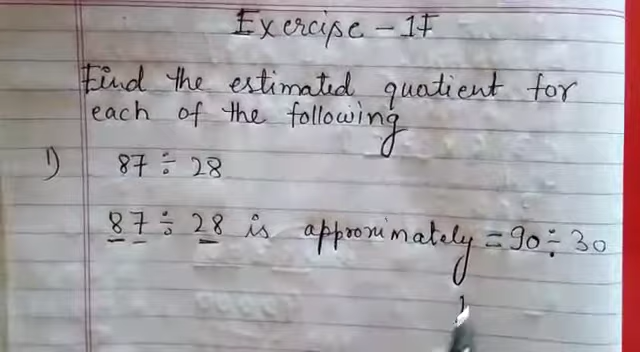 Exercise - 1F
Find the estimated quotient for
each of the following
1) 87 ÷ 28
87 ÷ 28 is approximately = 90 ÷ 30